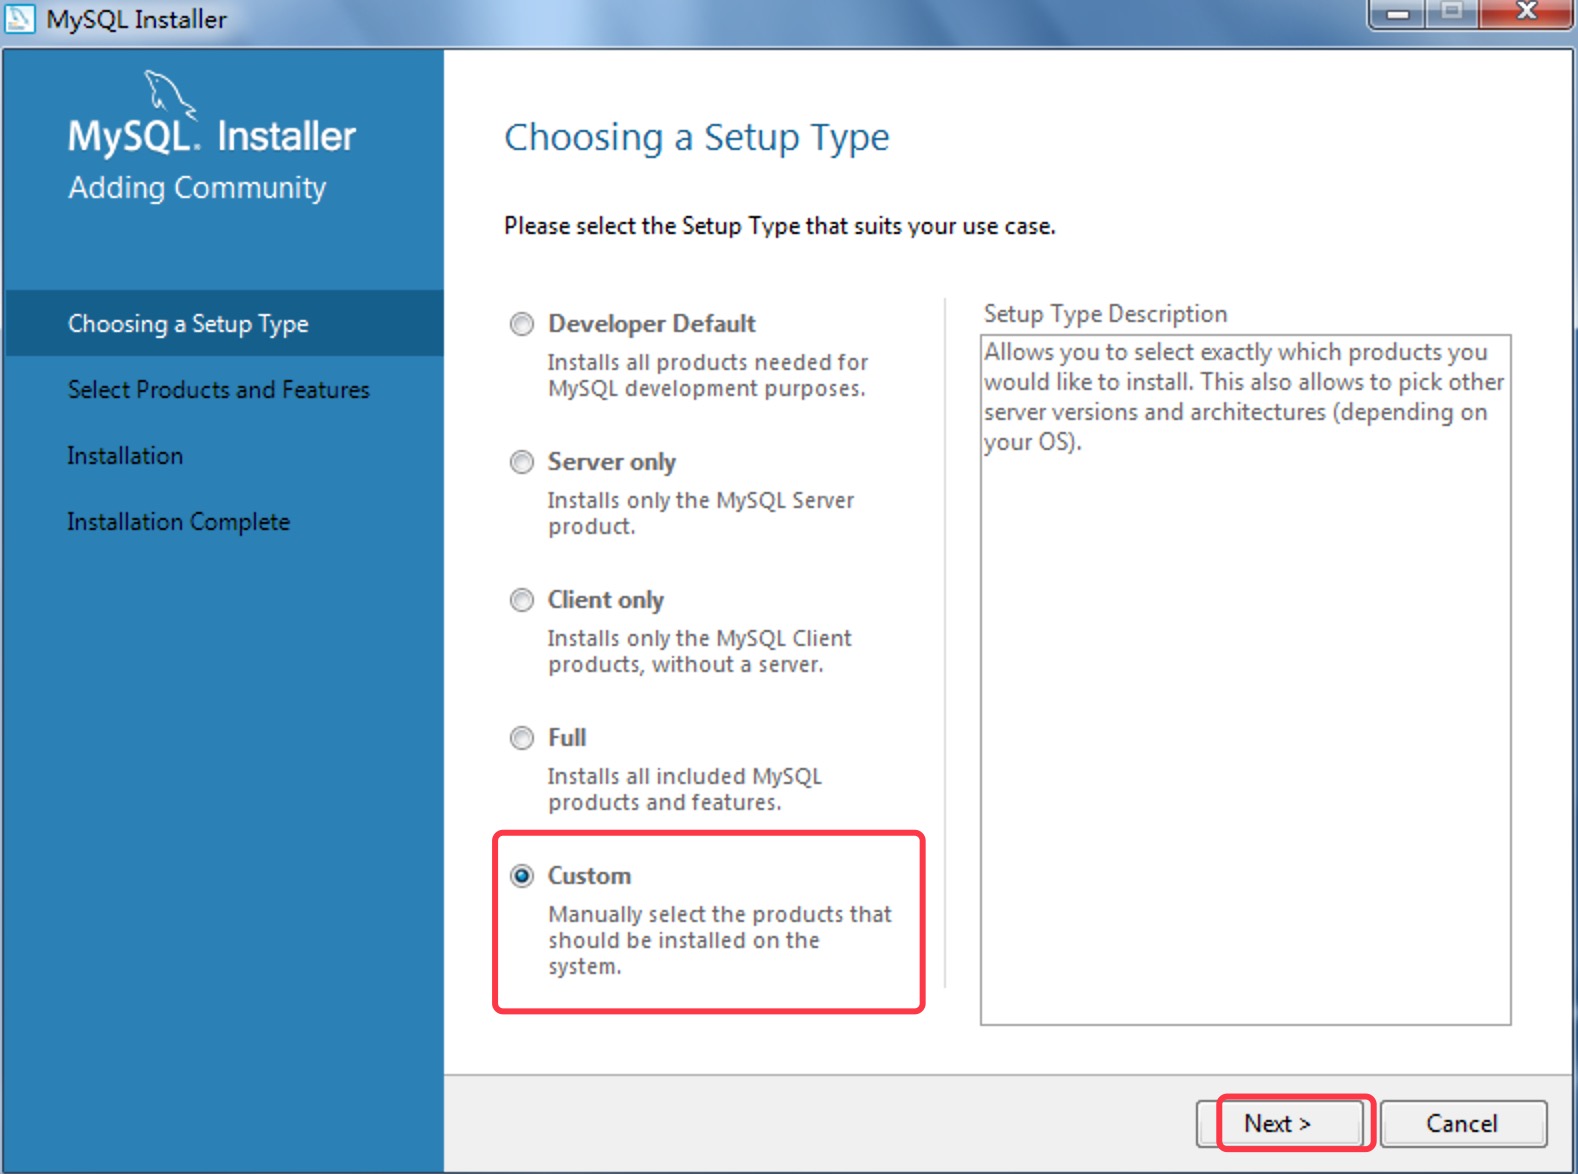 MySQL Installer
MySQL. Installer
Adding Community
Choosing a Setup Type
Select Products and Features
Installation
Installation Complete
Choosing a Setup Type
Please select the Setup Type that suits your use case.
Developer Default
Installs all products needed for
MySQL development purposes.
Server only
Installs only the MySQL Server
product.
Client only
Installs only the MySQL Client
products, without a server.
Full
Installs all included MySQL
products and features.
Custom
Manually select the products that
should be installed on the
system.
Setup Type Description
Allows you to select exactly which products you
would like to install. This also allows to pick other
server versions and architectures (depending on
your OS).
Next >
Cancel